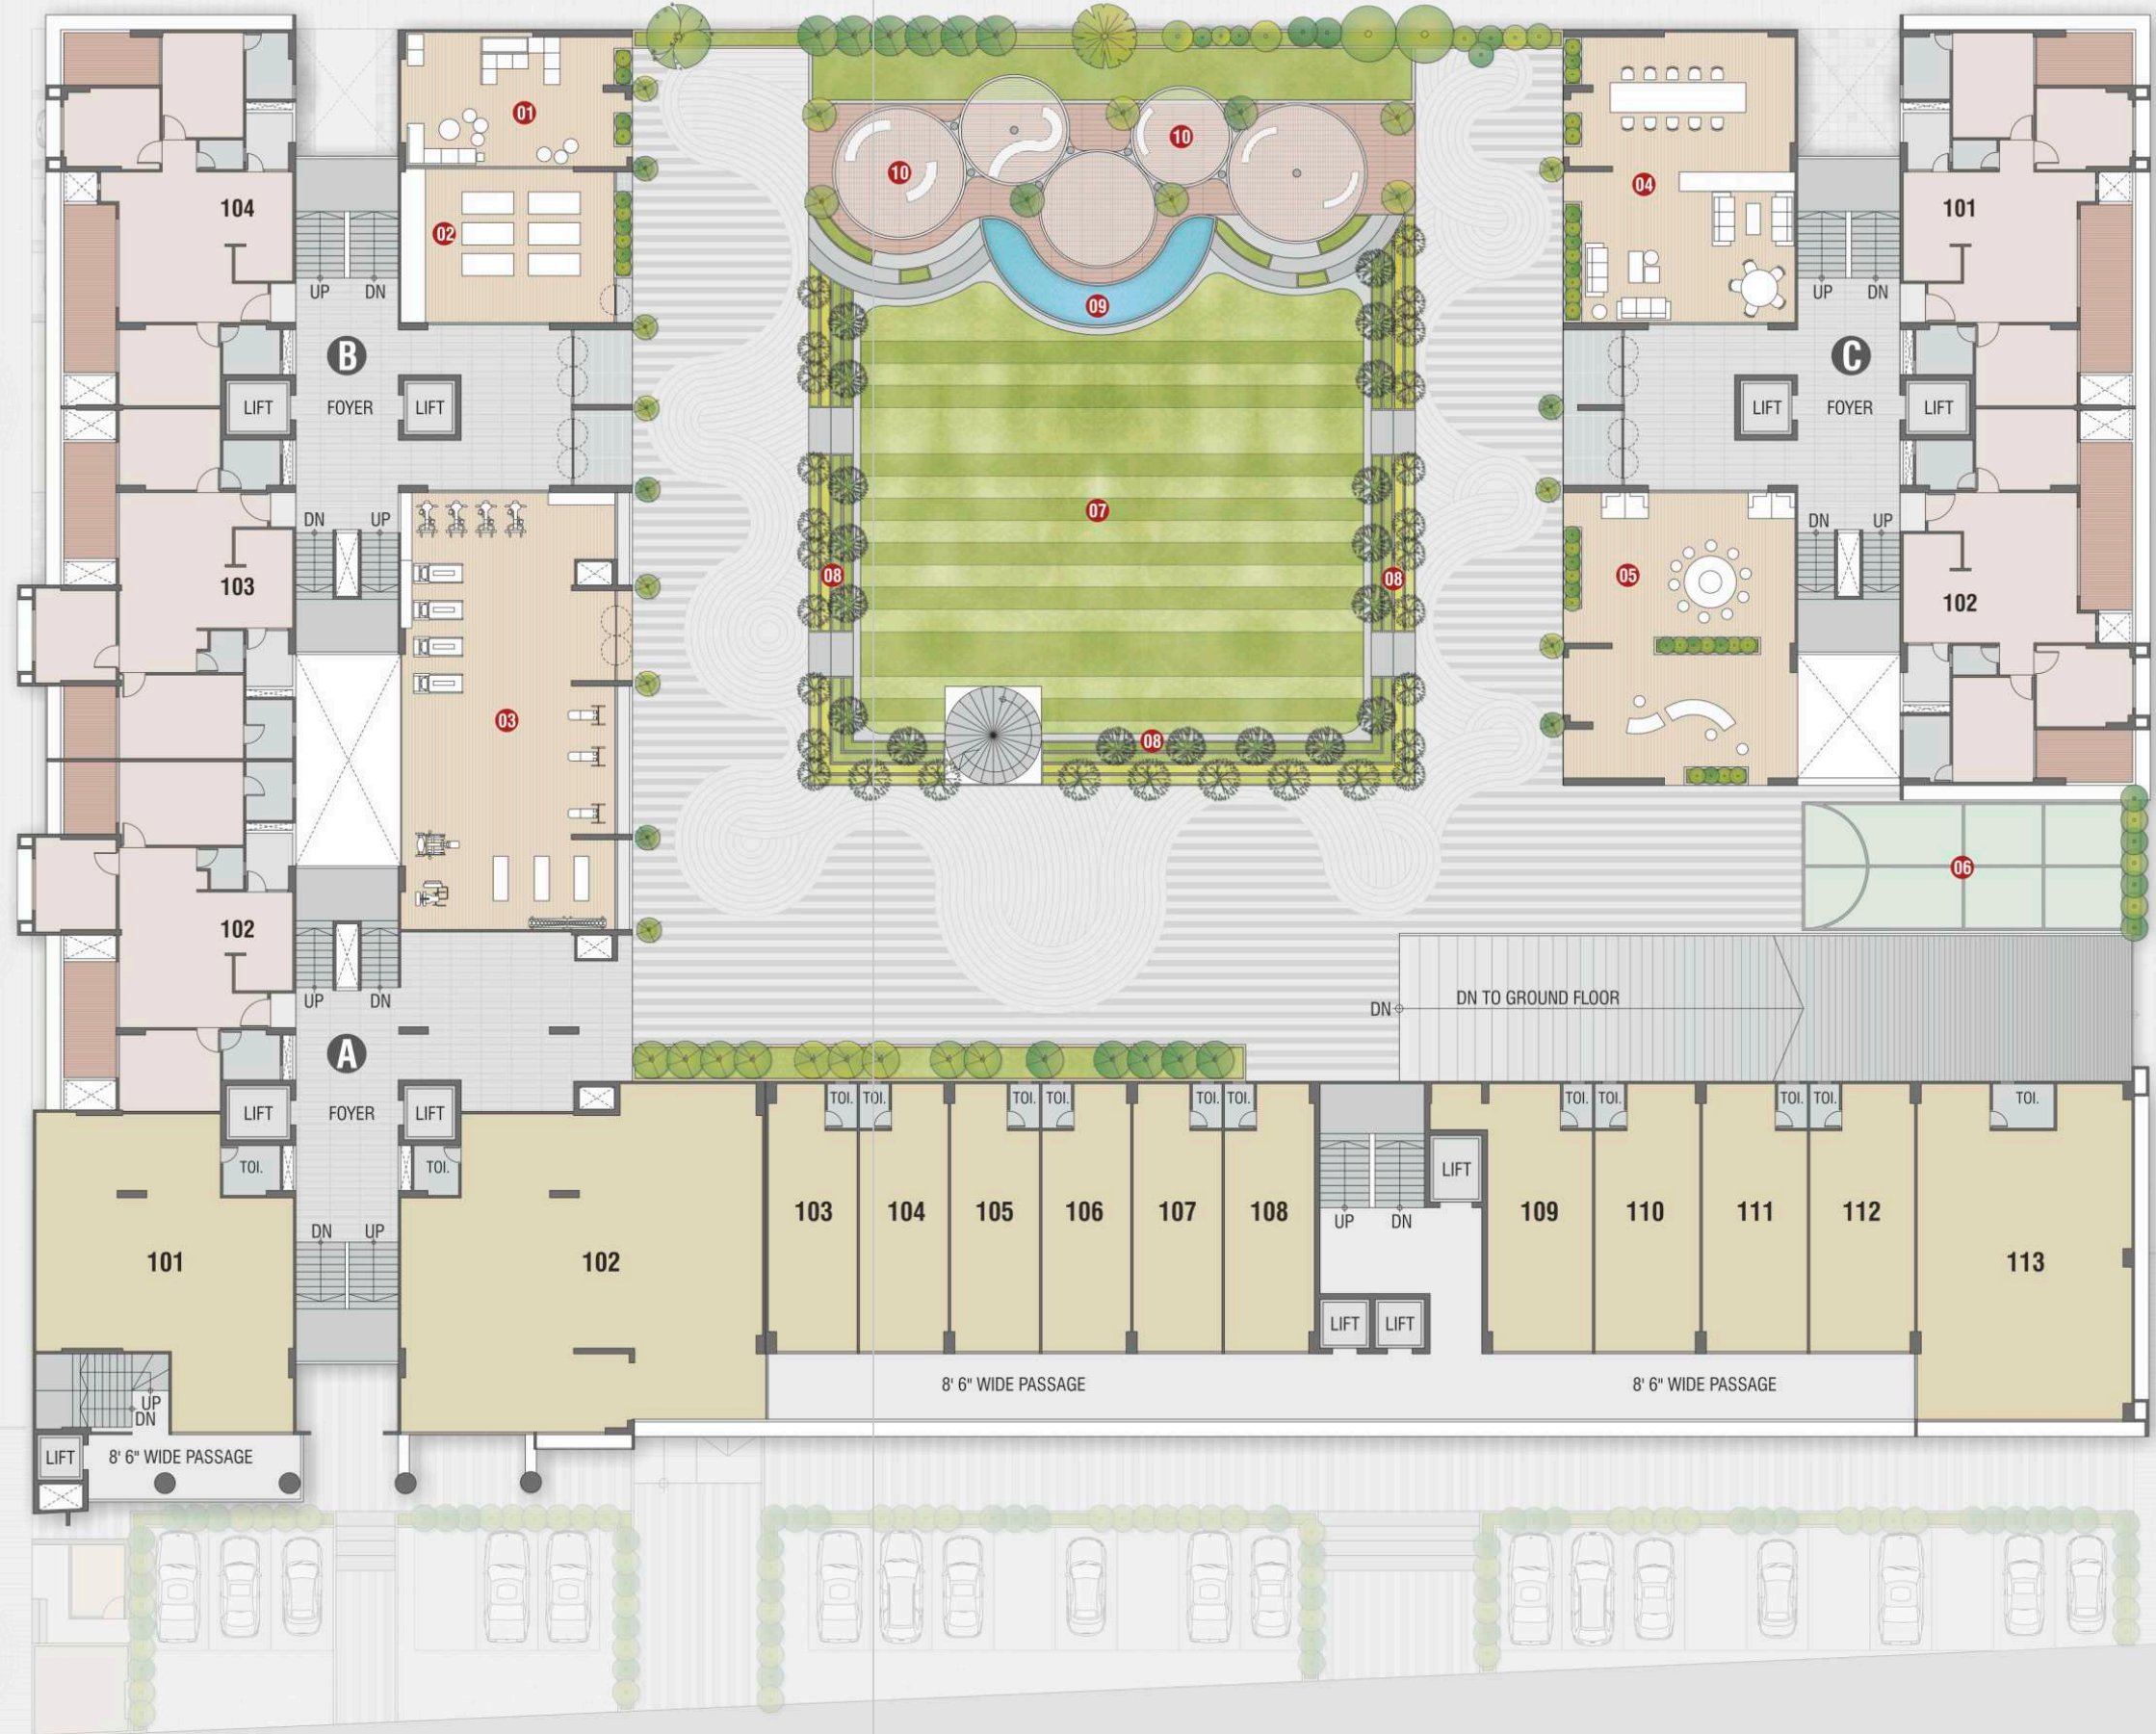 01
10
10
04
104
02
101
UP
DN
UP
DN
09
B
C
LIFT
FOYER
LIFT
LIFT
FOYER
LIFT
07
DN
UP
DN
UP
08
08
05
103
102
03
08
06
102
UP
DN
DN
DN TO GROUND FLOOR
A
LIFT
FOYER
LIFT
TOI.
TOI.
TOI.
TOI.
TOI.
TOI.
TOI.
TOI.
TOI.
TOI.
TOI.
TOI.
TOI.
LIFT
103
104
105
106
107
108
109
110
111
112
DN
UP
UP
DN
101
102
113
LIFT
LIFT
8' 6" WIDE PASSAGE
8' 6" WIDE PASSAGE
UP
DN
LIFT
8' 6" WIDE PASSAGE